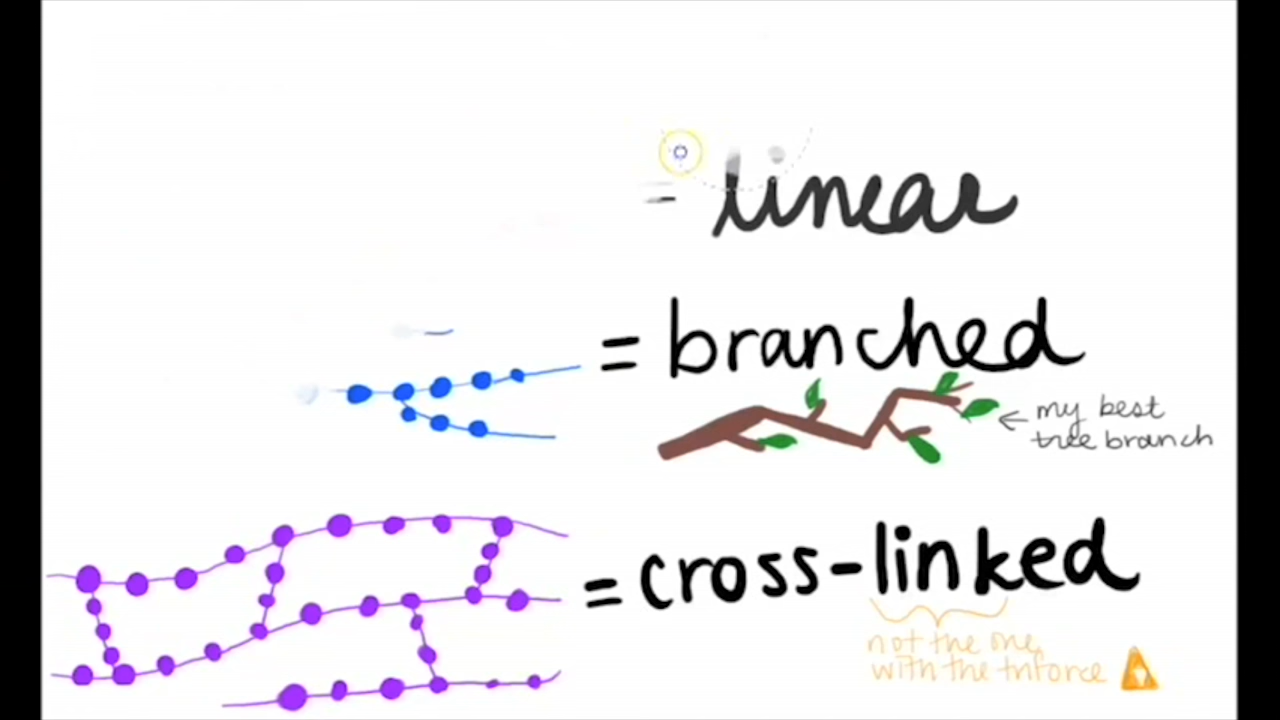 = linear
= branched
← my best
tree branch
= cross-linked
not the one
with the triforce